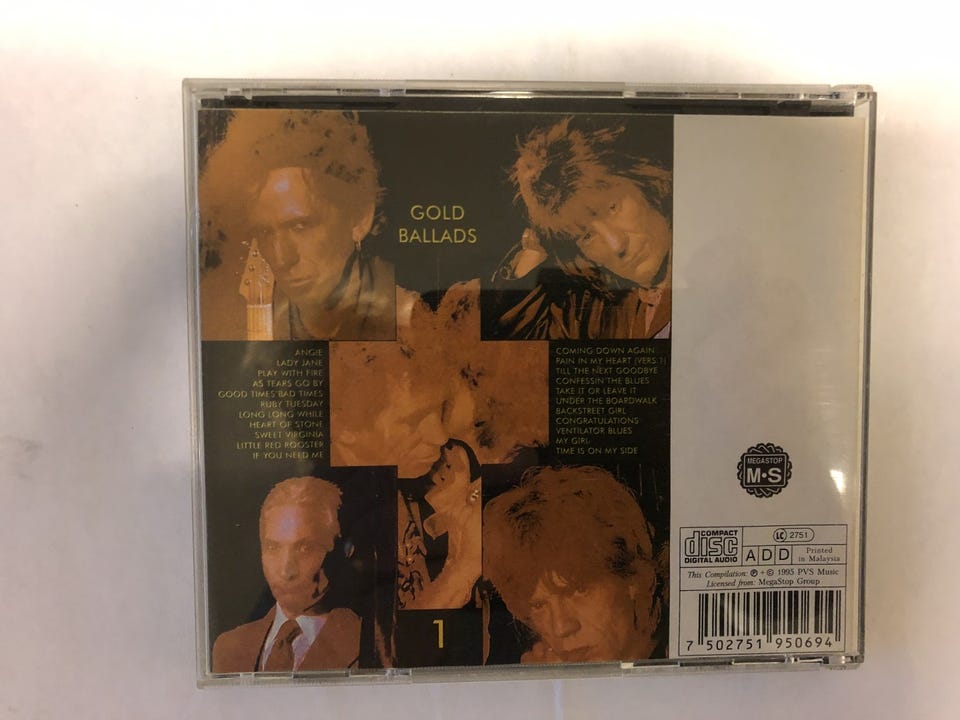 GOLD
BALLADS
ANGIE
LADY JANE
PLAY WITH FIRE
AS TEARS GO BY
GOOD TIMES BAD TIMES
RUBY TUESDAY
LONG LONG WHILE
HEART OF STONE
SWEET VIRGINIA
LITTLE RED ROOSTER
IF YOU NEED ME
COMING DOWN AGAIN
PAIN IN MY HEART (VERS.1)
TILL THE NEXT GOODBYE
CONFESSIN'THE BLUES
TAKE IT OR LEAVE IT
UNDER THE BOARDWALK
BACKSTREET GIRL
CONGRATULATIONS
VENTILATOR BLUES
MY GIRL
TIME IS ON MY SIDE
1
MEGASTOP
M·S
COMPACT
disc
DIGITAL AUDIO
ADD
LC 2751
Printed
in Malaysia
This Compilation: ℗ + © 1995 PVS Music
Licensed from: MegaStop Group
7 502751 950694